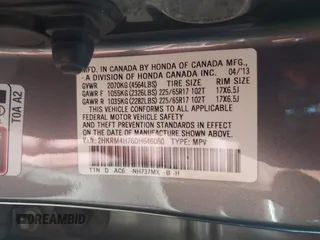 MFD. IN CANADA BY HONDA OF CANADA MFG.,
A DIVISION OF HONDA CANADA INC. 04/13
GVWR 2070KG (4564LBS) TIRE SIZE RIM SIZE
GAWR F 1055KG (2326LBS) 225/65R17 102T 17X6.5J
GAWR R 1035KG (2282LBS) 225/65R17 102T 17X6.5J
THIS VEHICLE CONFORMS TO ALL APPLICABLE
FEDERAL MOTOR VEHICLE SAFETY AND
THEFT PREVENTION STANDARDS IN EFFECT ON
THE DATE OF MANUFACTURE SHOWN ABOVE.
TYPE: MPV
NH737MX
T0A A2
DREAMBID